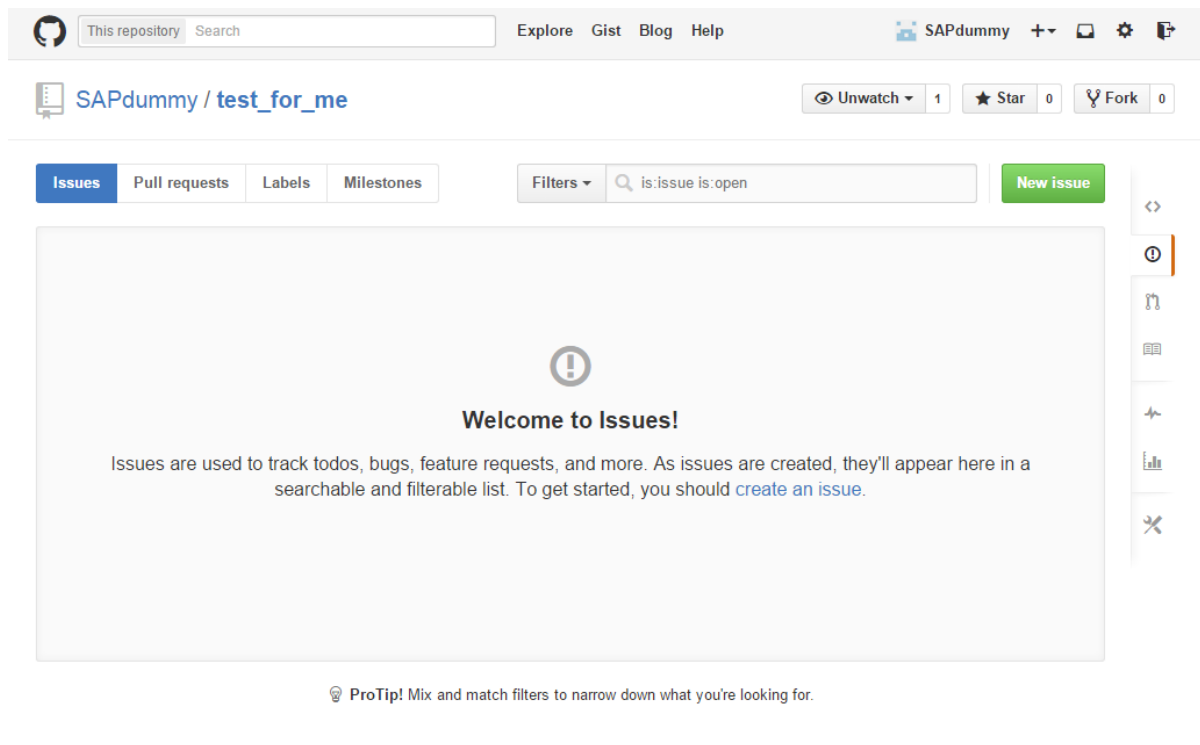 This repository Search Explore Gist Blog Help SAPdummy
SAPdummy / test_for_me Unwatch 1 Star 0 Fork 0
Issues Pull requests Labels Milestones Filters is:issue is:open New issue
Welcome to Issues!
Issues are used to track todos, bugs, feature requests, and more. As issues are created, they'll appear here in a
searchable and filterable list. To get started, you should create an issue.
ProTip! Mix and match filters to narrow down what you're looking for.